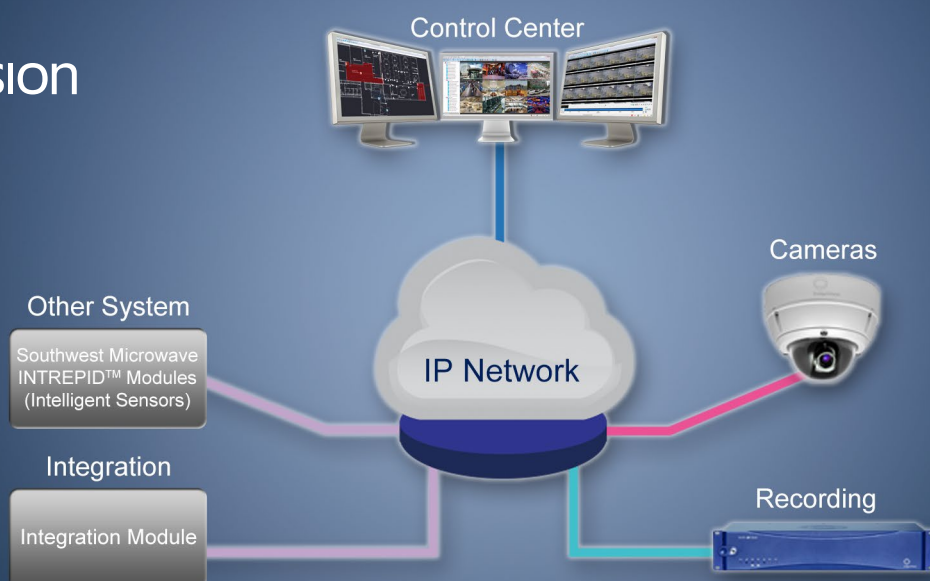 Control Center
sion
Cameras
Other System
Southwest Microwave
INTREPID™ Modules
(Intelligent Sensors)
IP Network
Integration
Integration Module
Recording